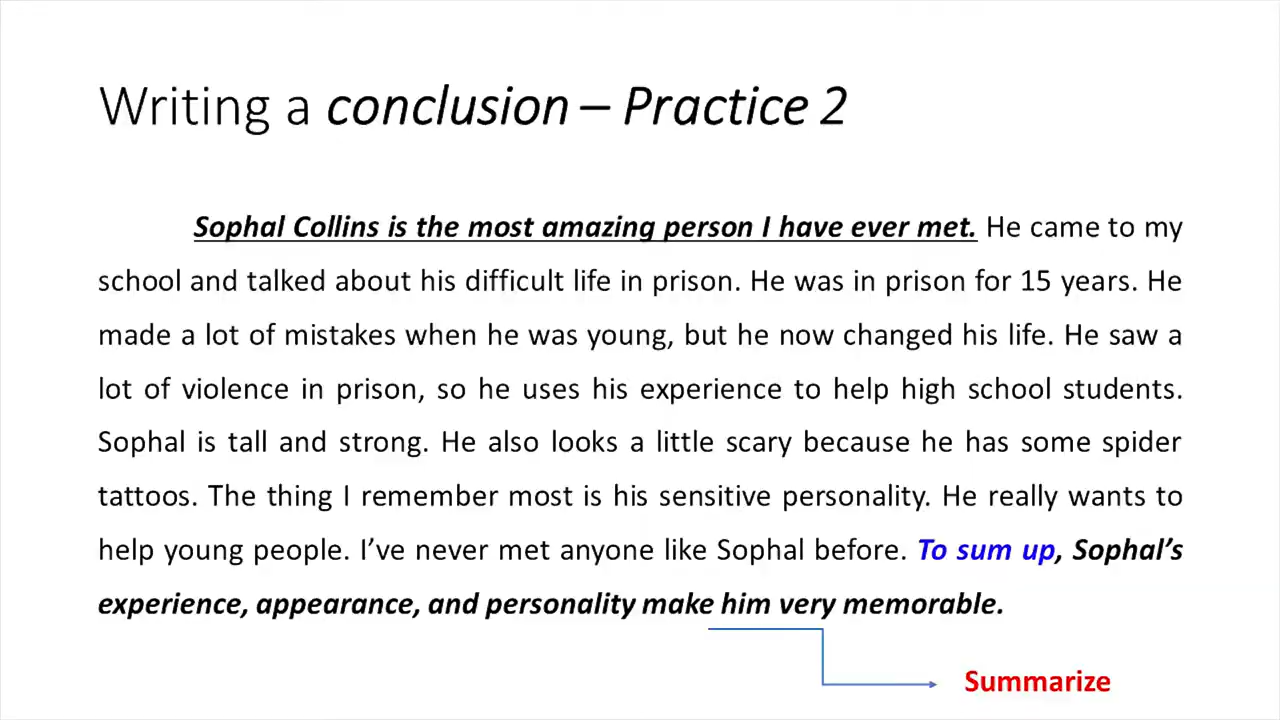 Writing a conclusion – Practice 2
Sophal Collins is the most amazing person I have ever met. He came to my
school and talked about his difficult life in prison. He was in prison for 15 years. He
made a lot of mistakes when he was young, but he now changed his life. He saw a
lot of violence in prison, so he uses his experience to help high school students.
Sophal is tall and strong. He also looks a little scary because he has some spider
tattoos. The thing I remember most is his sensitive personality. He really wants to
help young people. I’ve never met anyone like Sophal before. To sum up, Sophal’s
experience, appearance, and personality make him very memorable.
Summarize